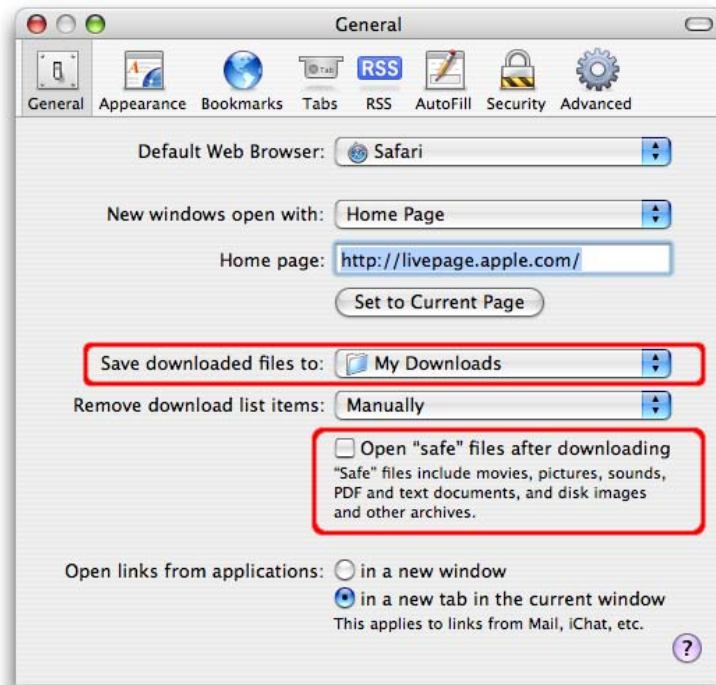 General
General Appearance Bookmarks Tabs RSS AutoFill Security Advanced
Tab
RSS
Default Web Browser: Safari
New windows open with: Home Page
Home page: http://livepage.apple.com/
Set to Current Page
Save downloaded files to: My Downloads
Remove download list items: Manually
Open “safe” files after downloading
“Safe” files include movies, pictures, sounds,
PDF and text documents, and disk images
and other archives.
Open links from applications: in a new window
in a new tab in the current window
This applies to links from Mail, iChat, etc.
?